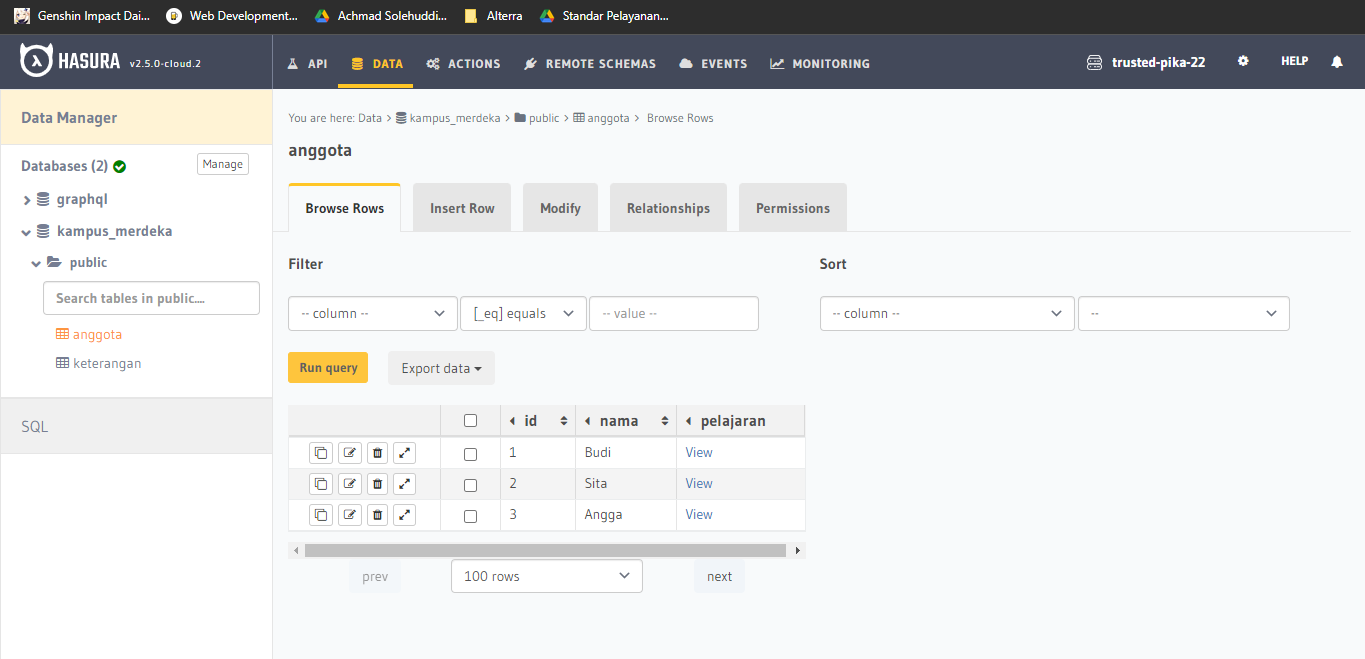 Genshin Impact Dai... Web Development... Achmad Solehuddi... Alterra Standar Pelayanan...
HASURA v2.5.0-cloud.2 API DATA ACTIONS REMOTE SCHEMAS EVENTS MONITORING trusted-pika-22 HELP
Data Manager
Databases (2) Manage
graphql
kampus_merdeka
public
Search tables in public....
anggota
keterangan
SQL
You are here: Data > kampus_merdeka > public > anggota > Browse Rows
anggota
Browse Rows Insert Row Modify Relationships Permissions
Filter Sort
-- column -- [_eq] equals -- value -- -- column -- --
Run query Export data
id nama pelajaran
1 Budi View
2 Sita View
3 Angga View
prev 100 rows next